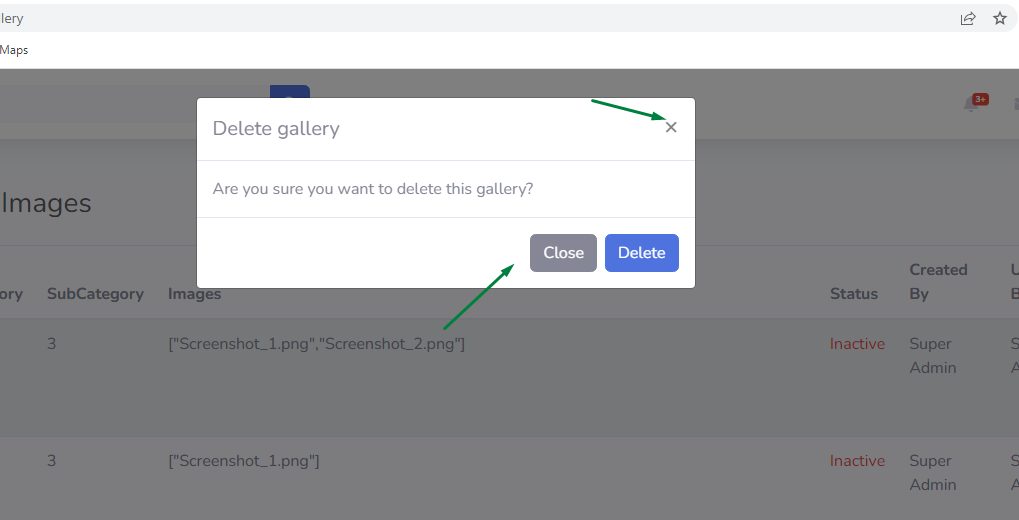 lery
Maps
3+
Delete gallery
×
Are you sure you want to delete this gallery?
Close Delete
Images
ory SubCategory Images Status Created By U B
3 ["Screenshot_1.png","Screenshot_2.png"] Inactive Super Admin S A
3 ["Screenshot_1.png"] Inactive Super Admin S A